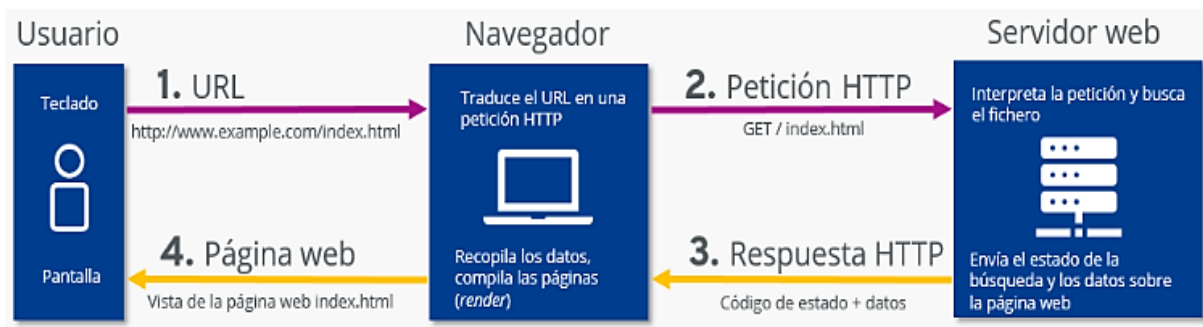 Usuario
Navegador
Servidor web
Teclado
1. URL
http://www.example.com/index.html
Traduce el URL en una
petición HTTP
2. Petición HTTP
GET / index.html
Interpreta la petición y busca
el fichero
Pantalla
4. Página web
Vista de la página web index.html
Recopila los datos,
compila las páginas
(render)
3. Respuesta HTTP
Código de estado + datos
Envía el estado de la
búsqueda y los datos sobre
la página web